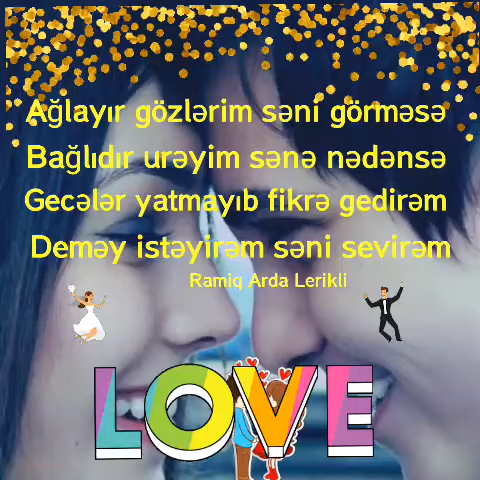 Ağlayır gözlərim səni görməsə
Bağlıdır urəyim sənə nədənsə
Gecələr yatmayıb fikrə gedirəm
Deməy istəyirəm səni sevirəm
Ramiq Arda Lerikli
LOVE